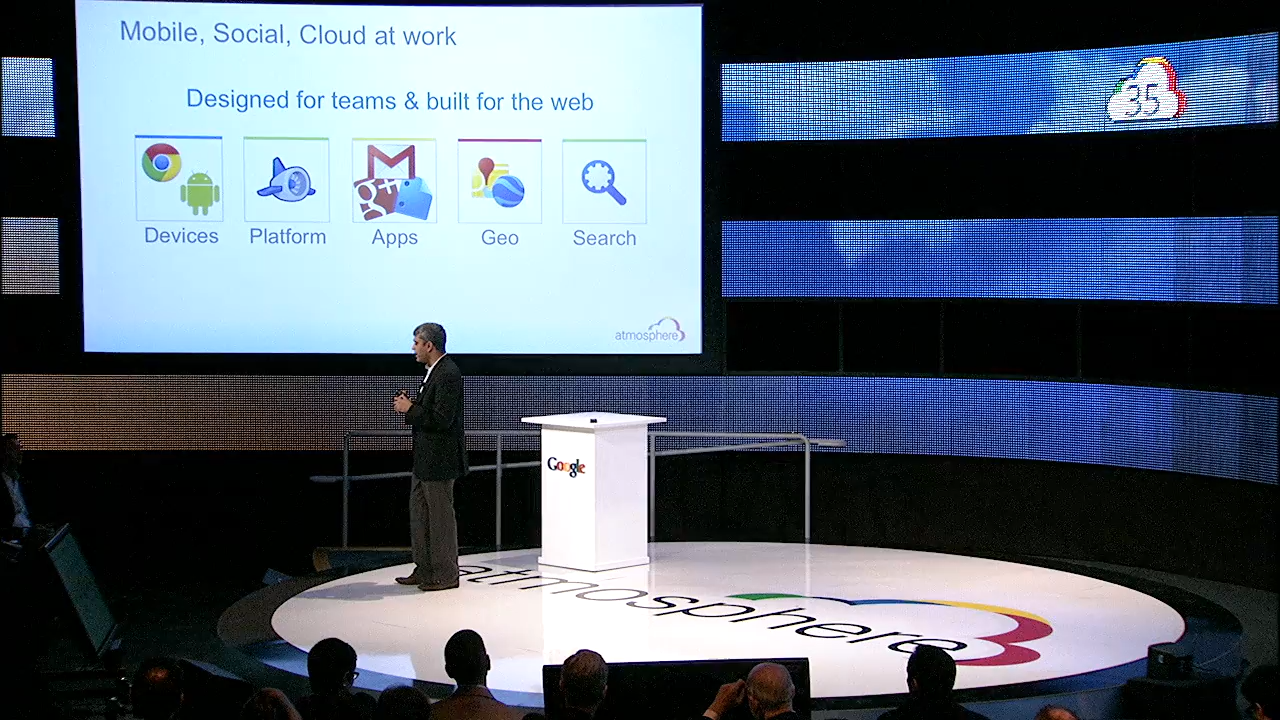 Mobile, Social, Cloud at work
Designed for teams & built for the web
g+
Devices Platform Apps Geo Search
atmosphere
35
Google
atmosphere